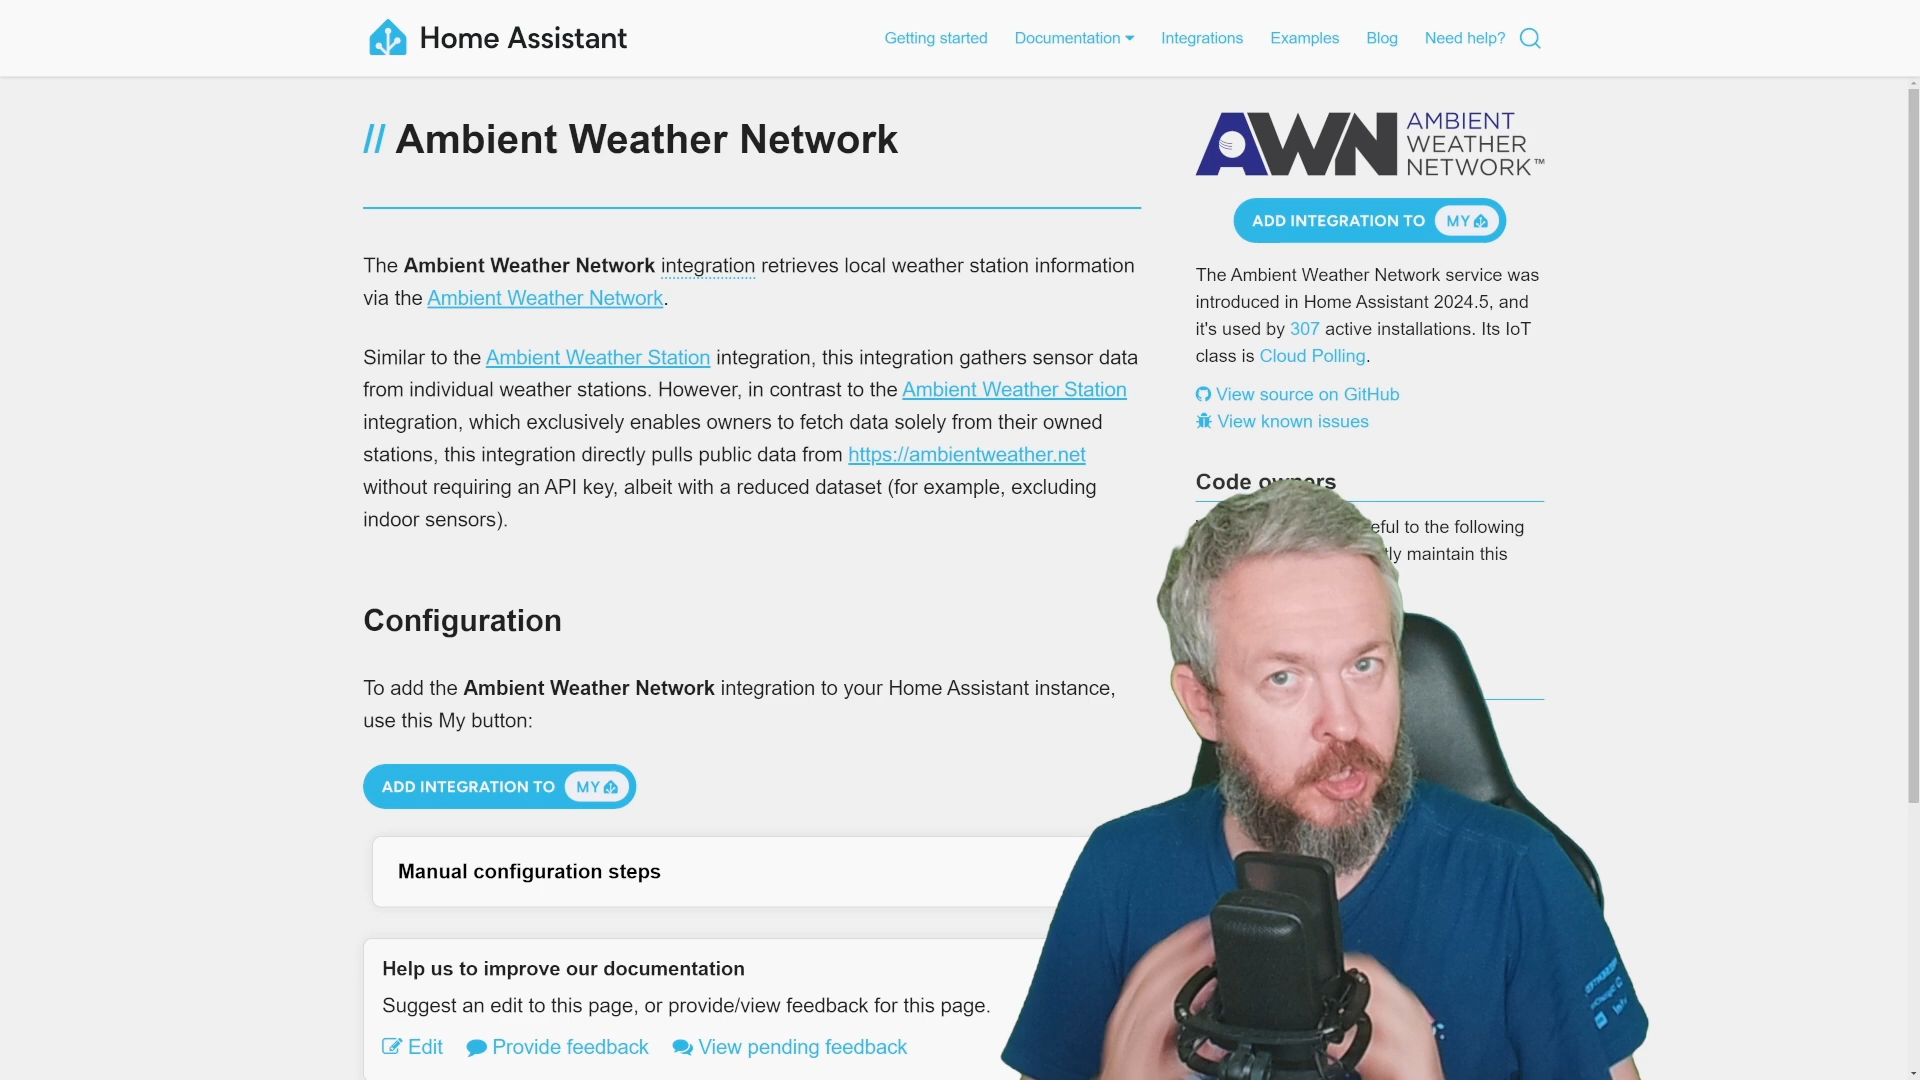 Home Assistant
Getting started
Documentation
Integrations
Examples
Blog
Need help?
// Ambient Weather Network
The Ambient Weather Network integration retrieves local weather station information
via the Ambient Weather Network.
Similar to the Ambient Weather Station integration, this integration gathers sensor data
from individual weather stations. However, in contrast to the Ambient Weather Station
integration, which exclusively enables owners to fetch data solely from their owned
stations, this integration directly pulls public data from https://ambientweather.net
without requiring an API key, albeit with a reduced dataset (for example, excluding
indoor sensors).
Configuration
To add the Ambient Weather Network integration to your Home Assistant instance,
use this My button:
ADD INTEGRATION TO MY
Manual configuration steps
Help us to improve our documentation
Suggest an edit to this page, or provide/view feedback for this page.
Edit
Provide feedback
View pending feedback
AWN AMBIENT
WEATHER
NETWORK™
ADD INTEGRATION TO MY
The Ambient Weather Network service was
introduced in Home Assistant 2024.5, and
it's used by 307 active installations. Its IoT
class is Cloud Polling.
View source on GitHub
View known issues
Code owners
to the following
maintain this